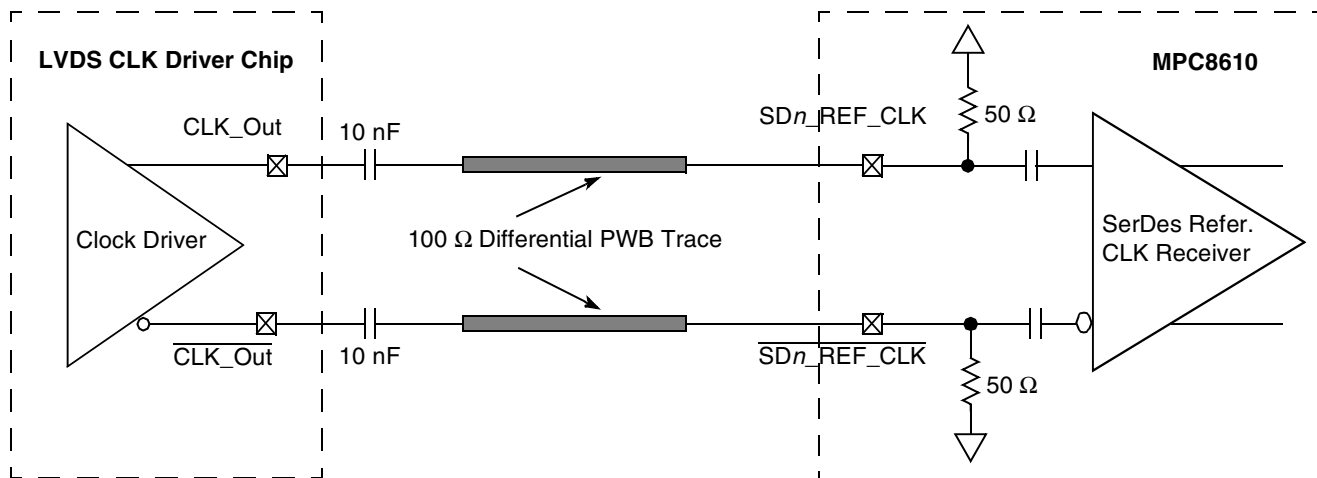 LVDS CLK Driver Chip
MPC8610
CLK_Out
10 nF
SDn_REF_CLK
50 Ω
Clock Driver
100 Ω Differential PWB Trace
SerDes Refer.
CLK Receiver
CLK_Out
10 nF
SDn_REF_CLK
50 Ω